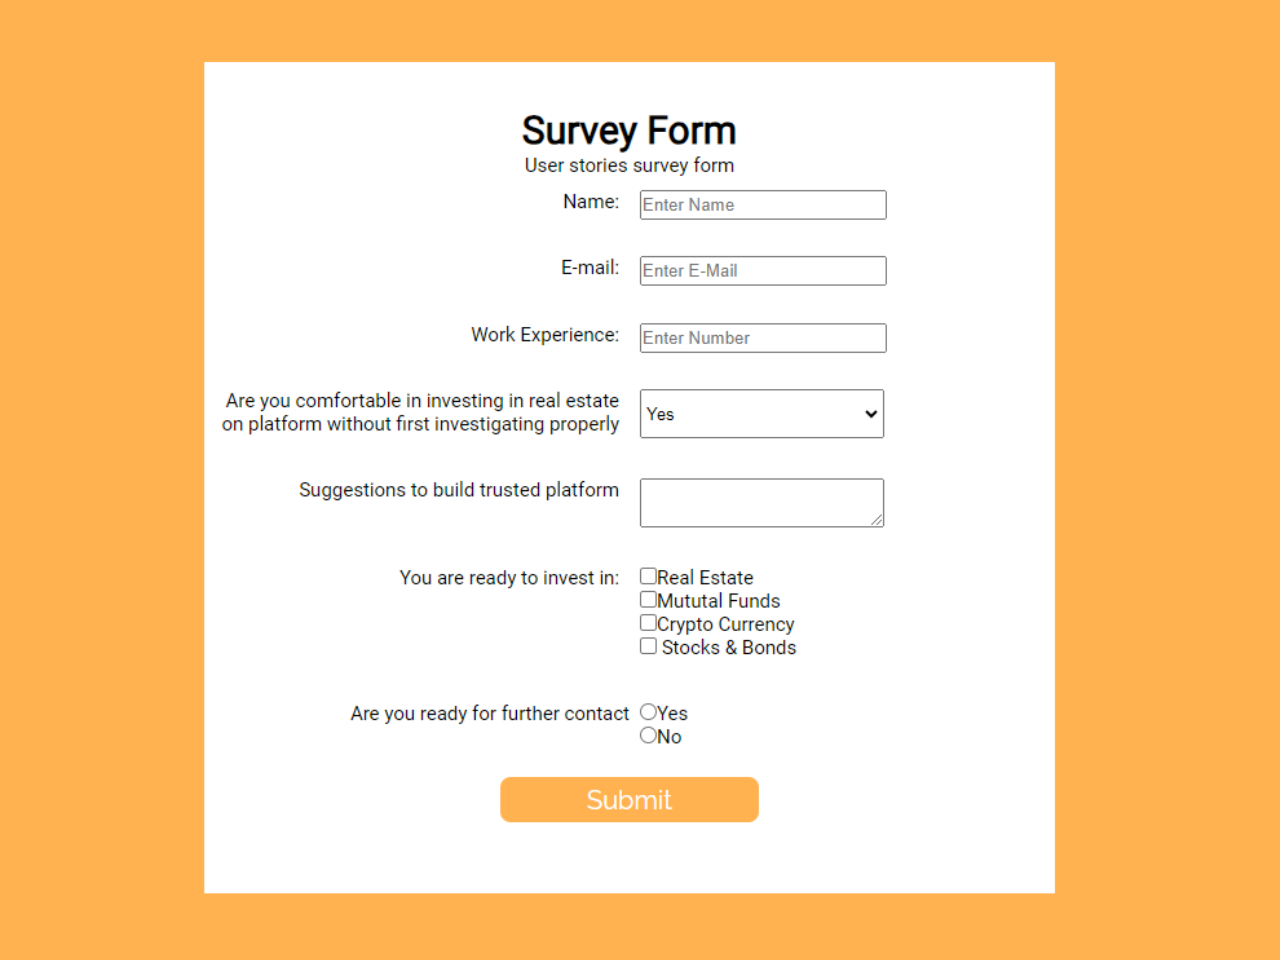 Survey Form
User stories survey form
Name: Enter Name
E-mail: Enter E-Mail
Work Experience: Enter Number
Are you comfortable in investing in real estate
on platform without first investigating properly
Yes
Suggestions to build trusted platform
You are ready to invest in: Real Estate
Mututal Funds
Crypto Currency
Stocks & Bonds
Are you ready for further contact Yes
No
Submit